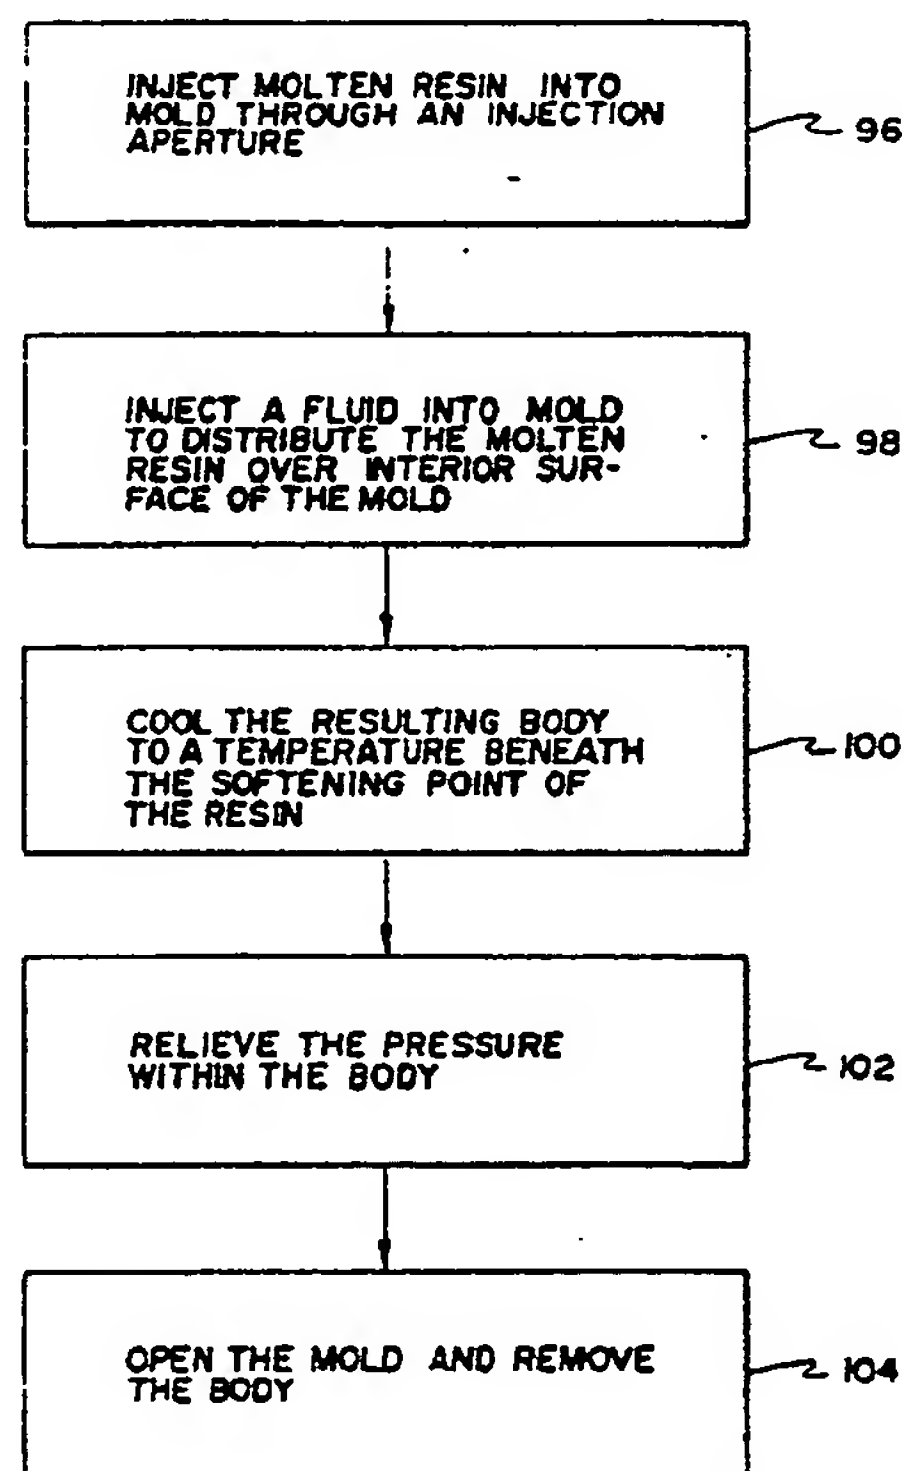 INJECT MOLTEN RESIN INTO
MOLD THROUGH AN INJECTION
APERTURE
96
INJECT A FLUID INTO MOLD
TO DISTRIBUTE THE MOLTEN
RESIN OVER INTERIOR SUR-
FACE OF THE MOLD
98
COOL THE RESULTING BODY
TO A TEMPERATURE BENEATH
THE SOFTENING POINT OF
THE RESIN
100
RELIEVE THE PRESSURE
WITHIN THE BODY
102
OPEN THE MOLD AND REMOVE
THE BODY
104